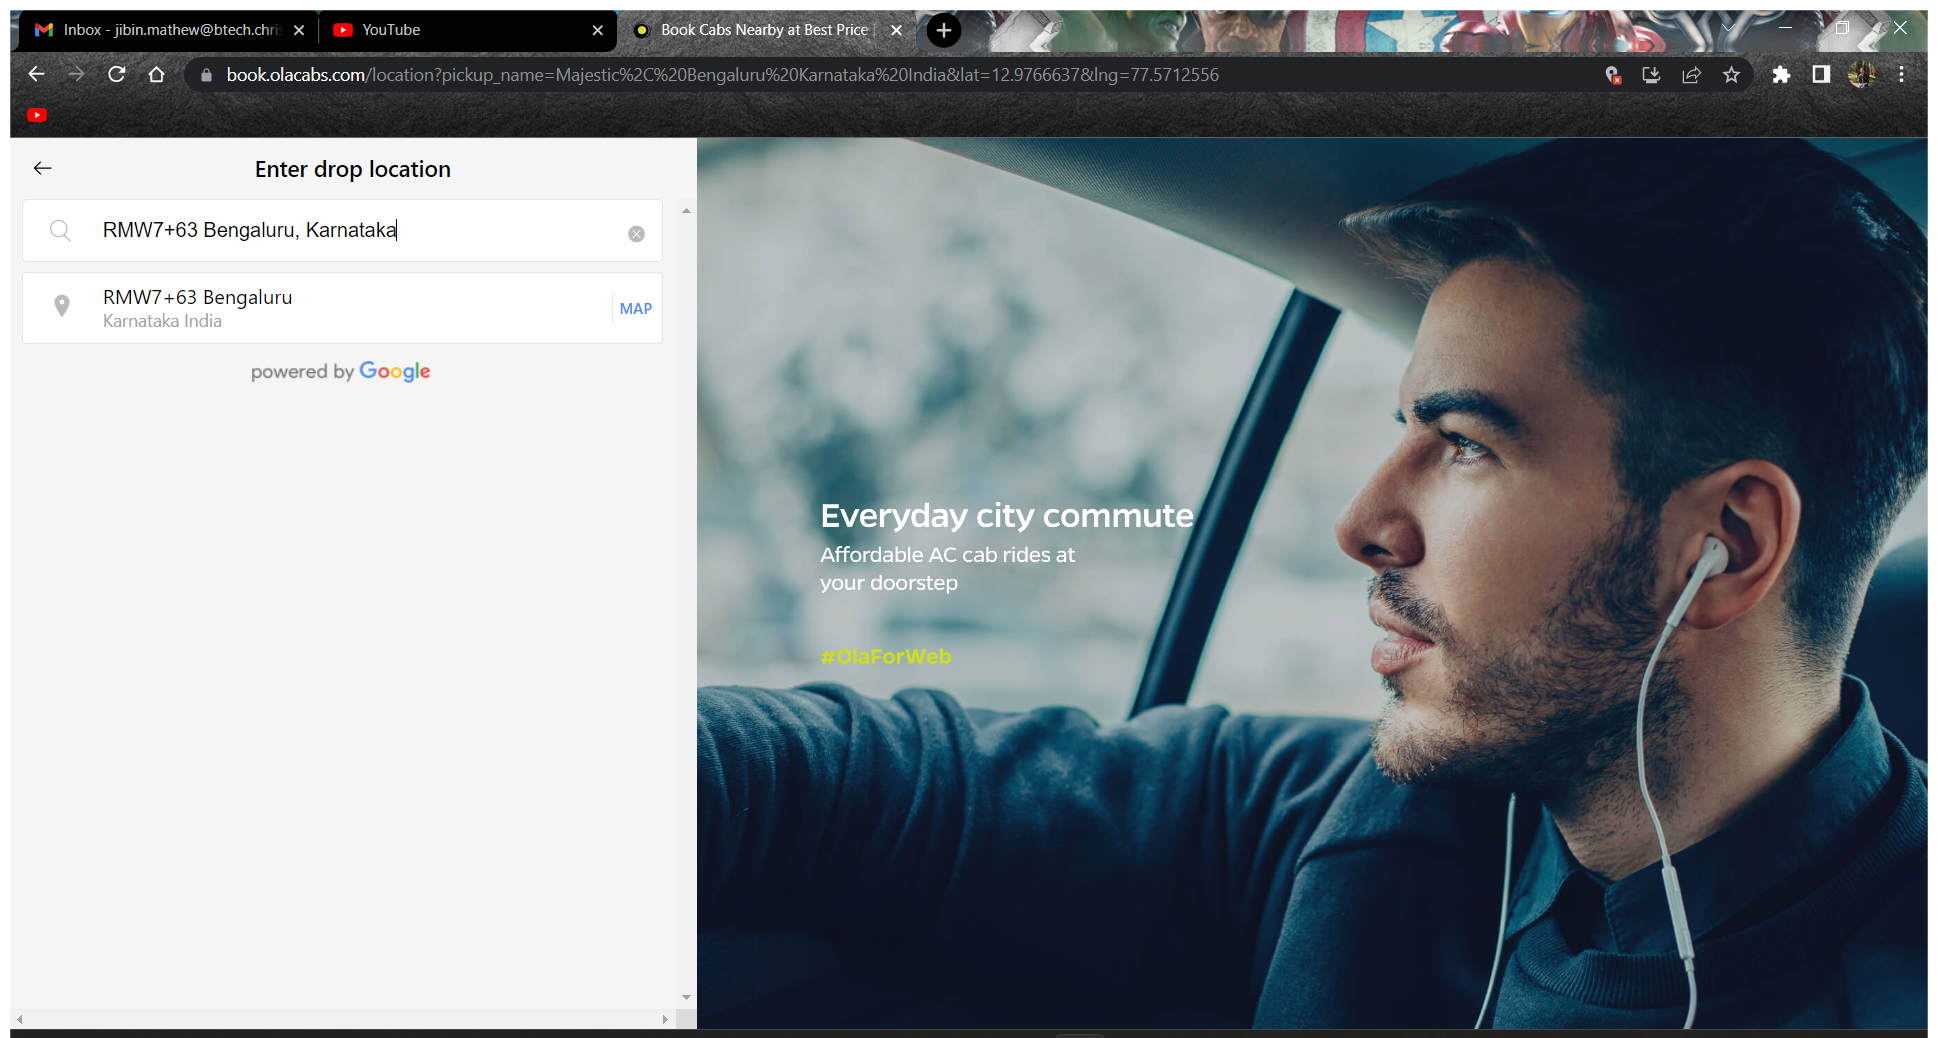 Inbox - jibin.mathew@btech.chris
YouTube
Book Cabs Nearby at Best Price
book.olacabs.com/location?pickup_name=Majestic%2C%20Bengaluru%20Karnataka%20India&lat=12.9766637&lng=77.5712556
Enter drop location
RMW7+63 Bengaluru, Karnataka
RMW7+63 Bengaluru
Karnataka India
MAP
powered by Google
Everyday city commute
Affordable AC cab rides at
your doorstep
#OlaForWeb